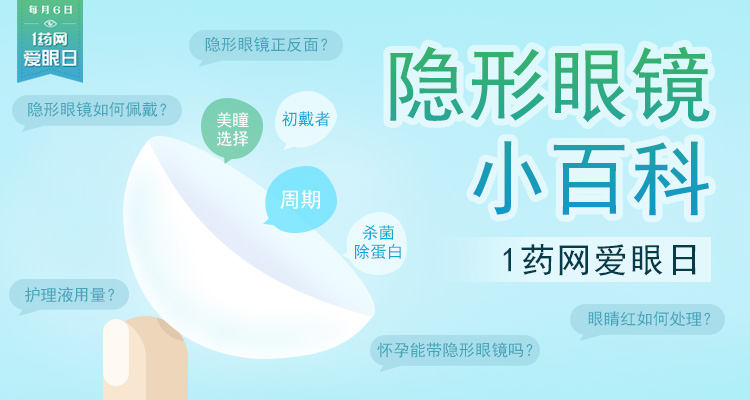 每月6日
1药网
爱眼日
隐形眼镜正反面？
隐形眼镜如何佩戴？
美瞳
选择
初戴者
周期
杀菌
除蛋白
隐形眼镜
小百科
1药网爱眼日
护理液用量？
眼睛红如何处理？
怀孕能带隐形眼镜吗？